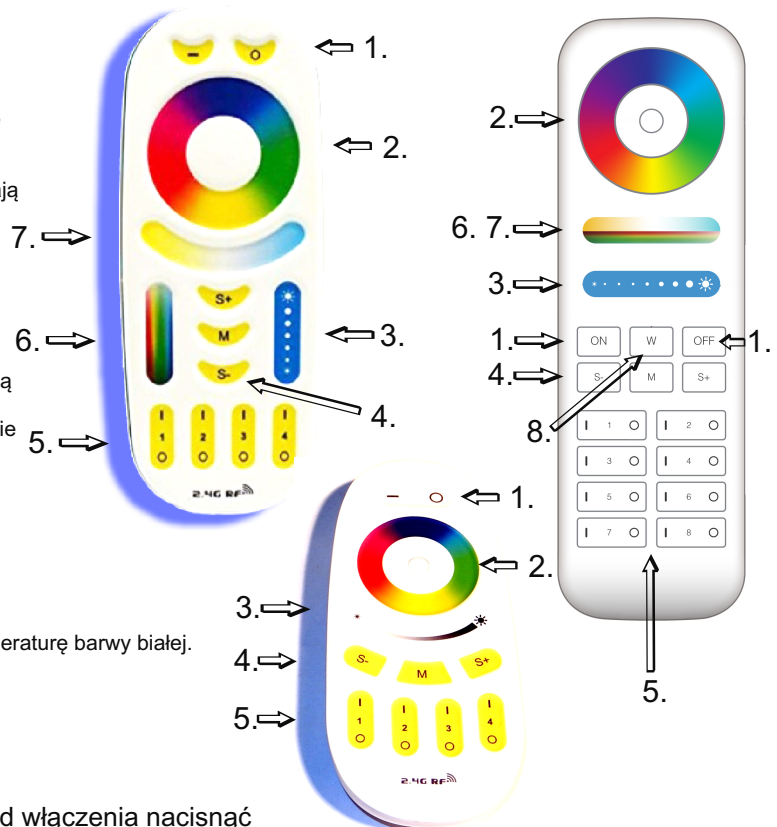 1.
2.
7.
6.
3.
4.
5.
S+
M
S-
I I I I
1 2 3 4
O O O O
2.4G RF
2.
6. 7.
3.
1.
ON W OFF
1.
4.
S- M S+
8.
I 1 O I 2 O
I 3 O I 4 O
I 5 O I 6 O
I 7 O I 8 O
5.
ają
ą
ie
1.
2.
3.
4.
S- M S+
5.
I I I I
1 2 3 4
O O O O
2.4G RF
eraturę barwy białej.
d włączenia nacisnąć